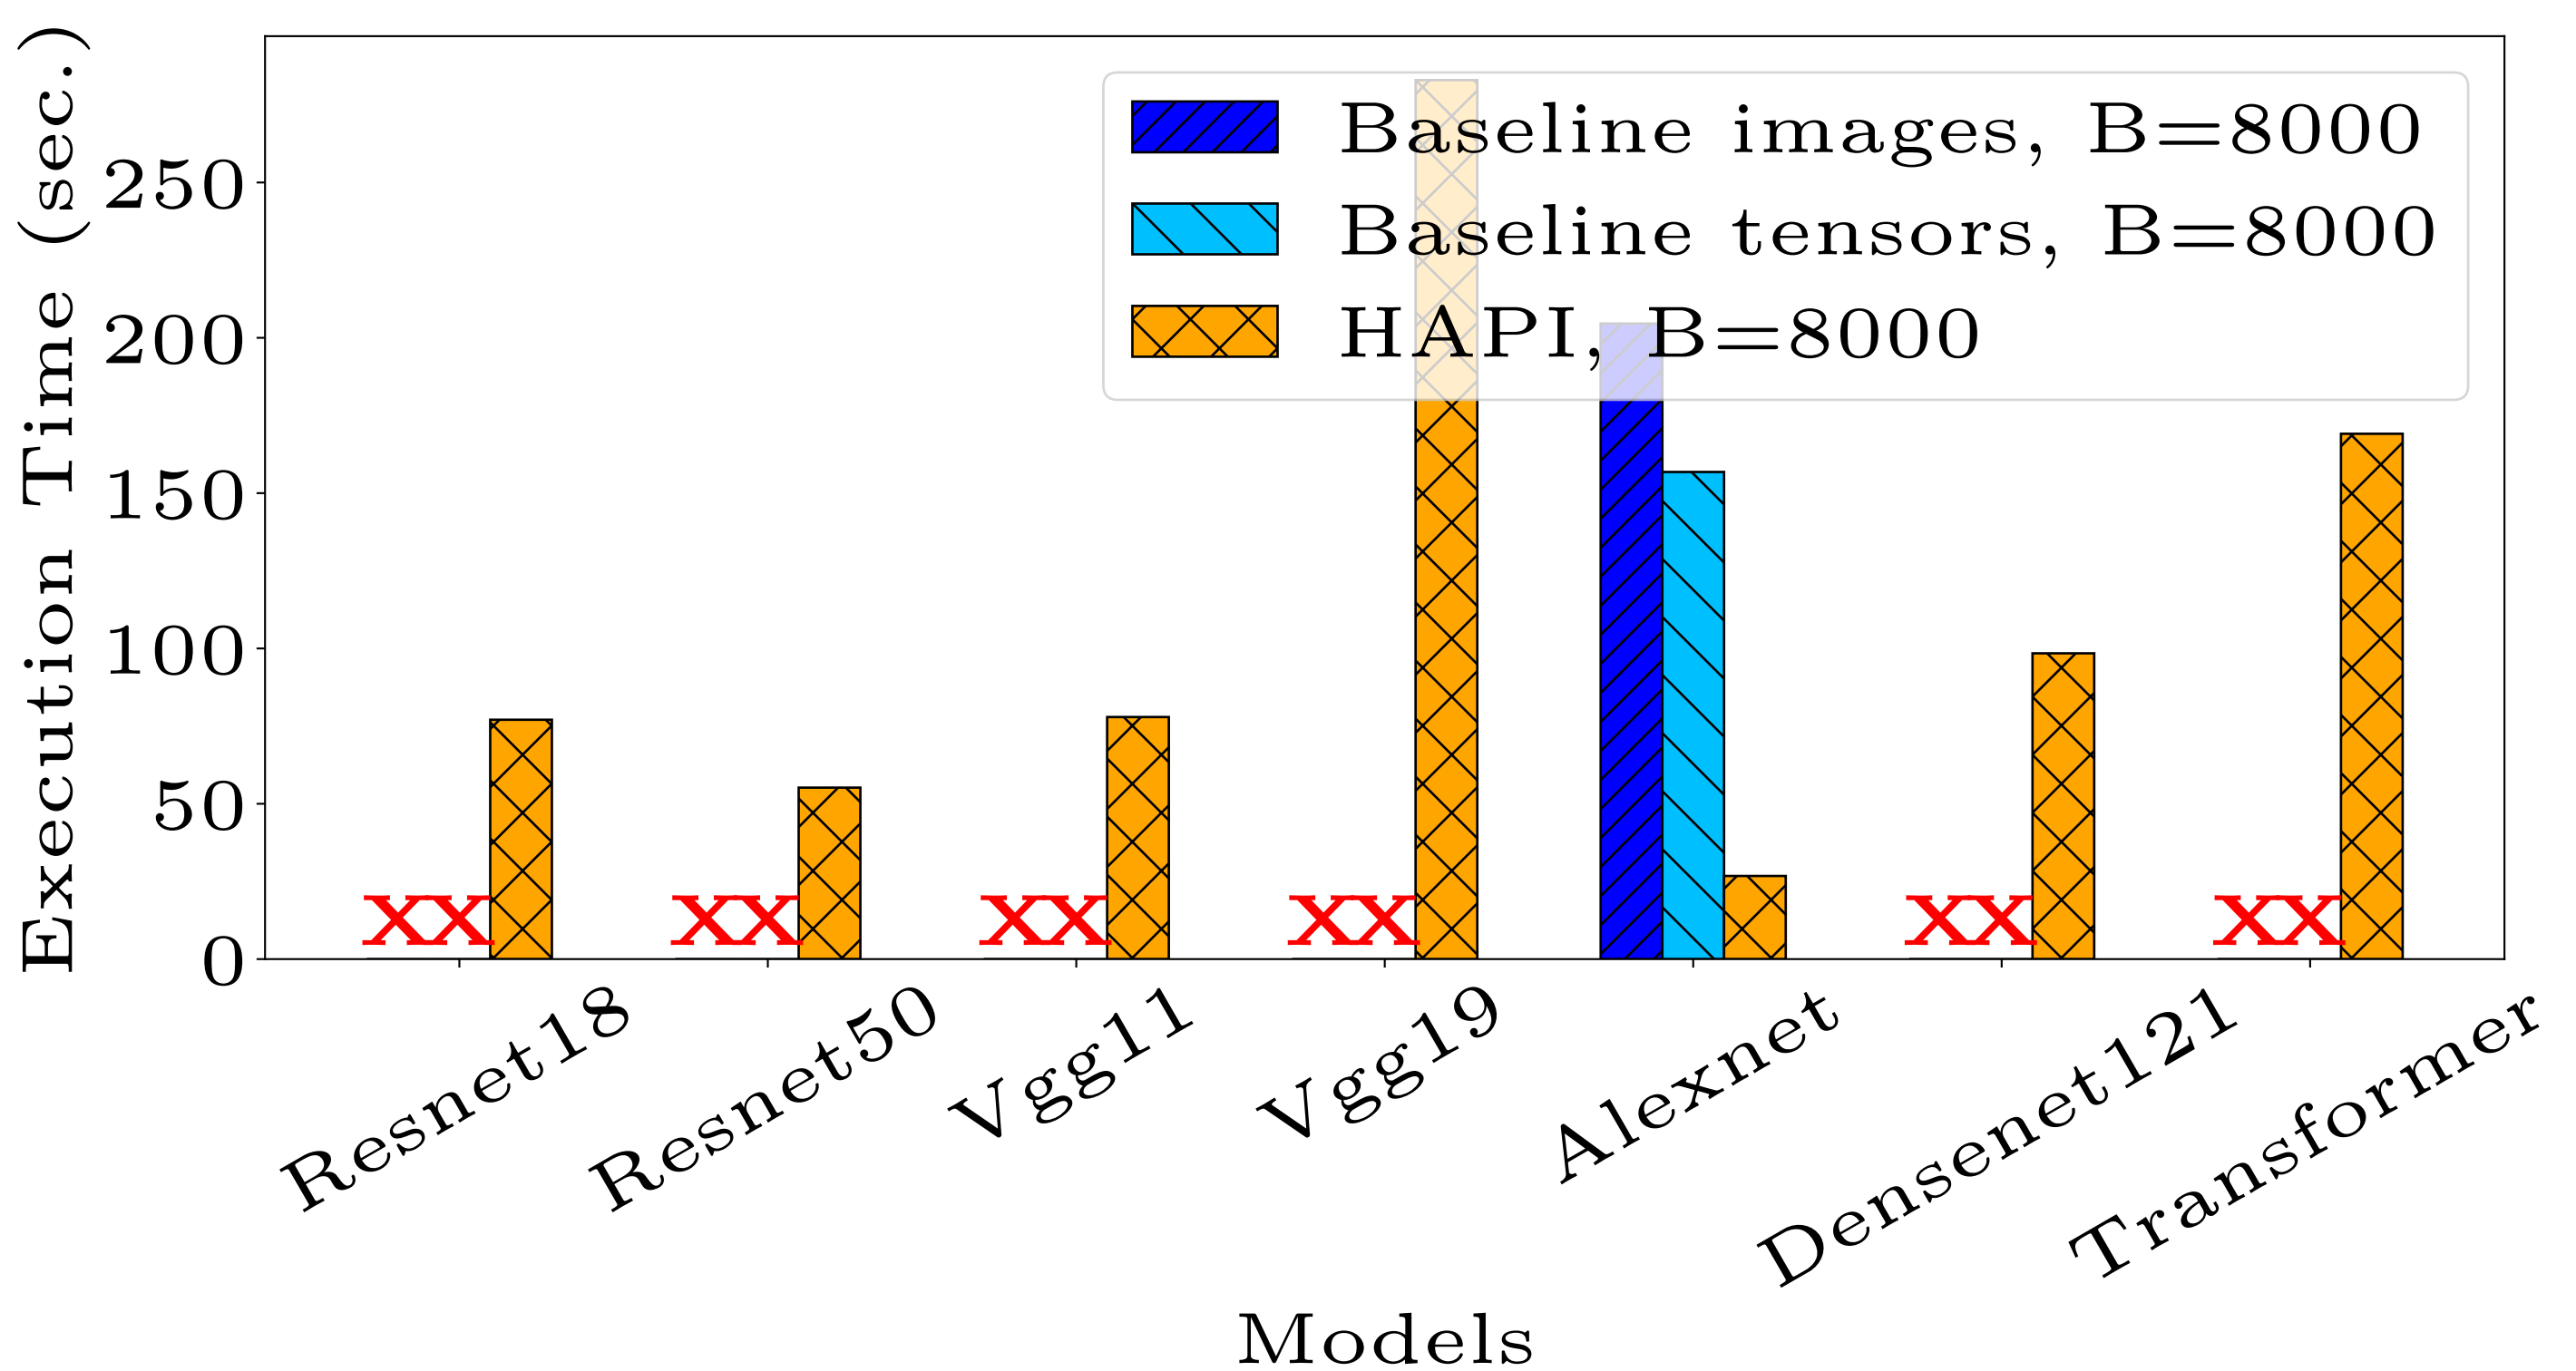 Execution Time (sec.)
250
200
150
100
50
0
Baseline images, B=8000
Baseline tensors, B=8000
HAPI, B=8000
XX XX XX XX XX XX
Resnet18 Resnet50 Vgg11 Vgg19 Alexnet Densenet121 Transformer
Models